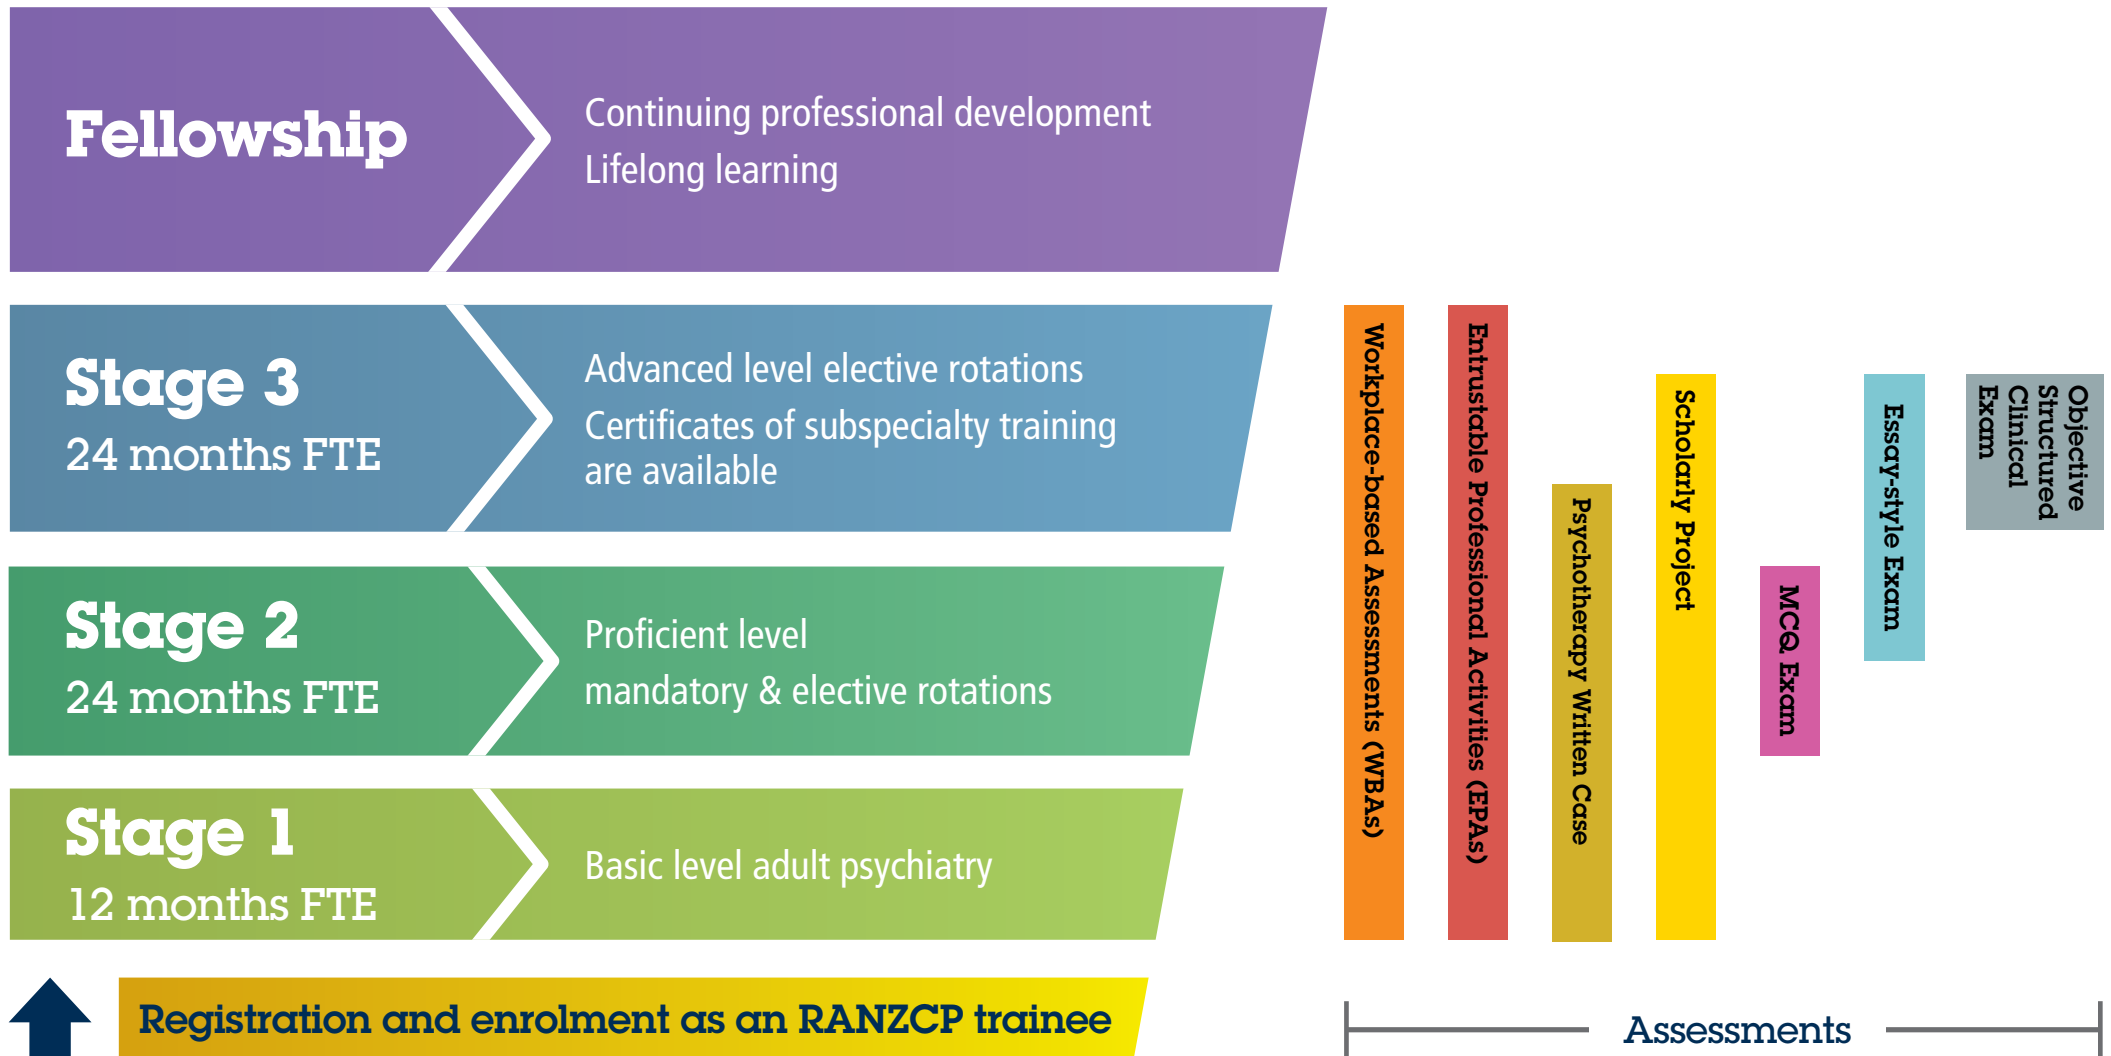 Fellowship
Continuing professional development
Lifelong learning
Stage 3
24 months FTE
Advanced level elective rotations
Certificates of subspecialty training
are available
Stage 2
24 months FTE
Proficient level
mandatory & elective rotations
Stage 1
12 months FTE
Basic level adult psychiatry
Registration and enrolment as an RANZCP trainee
Workplace-based Assessments (WBAs)
Entrustable Professional Activities (EPAs)
Psychotherapy Written Case
Scholarly Project
MCQ Exam
Essay-style Exam
Objective
Structured
Clinical
Exam
Assessments